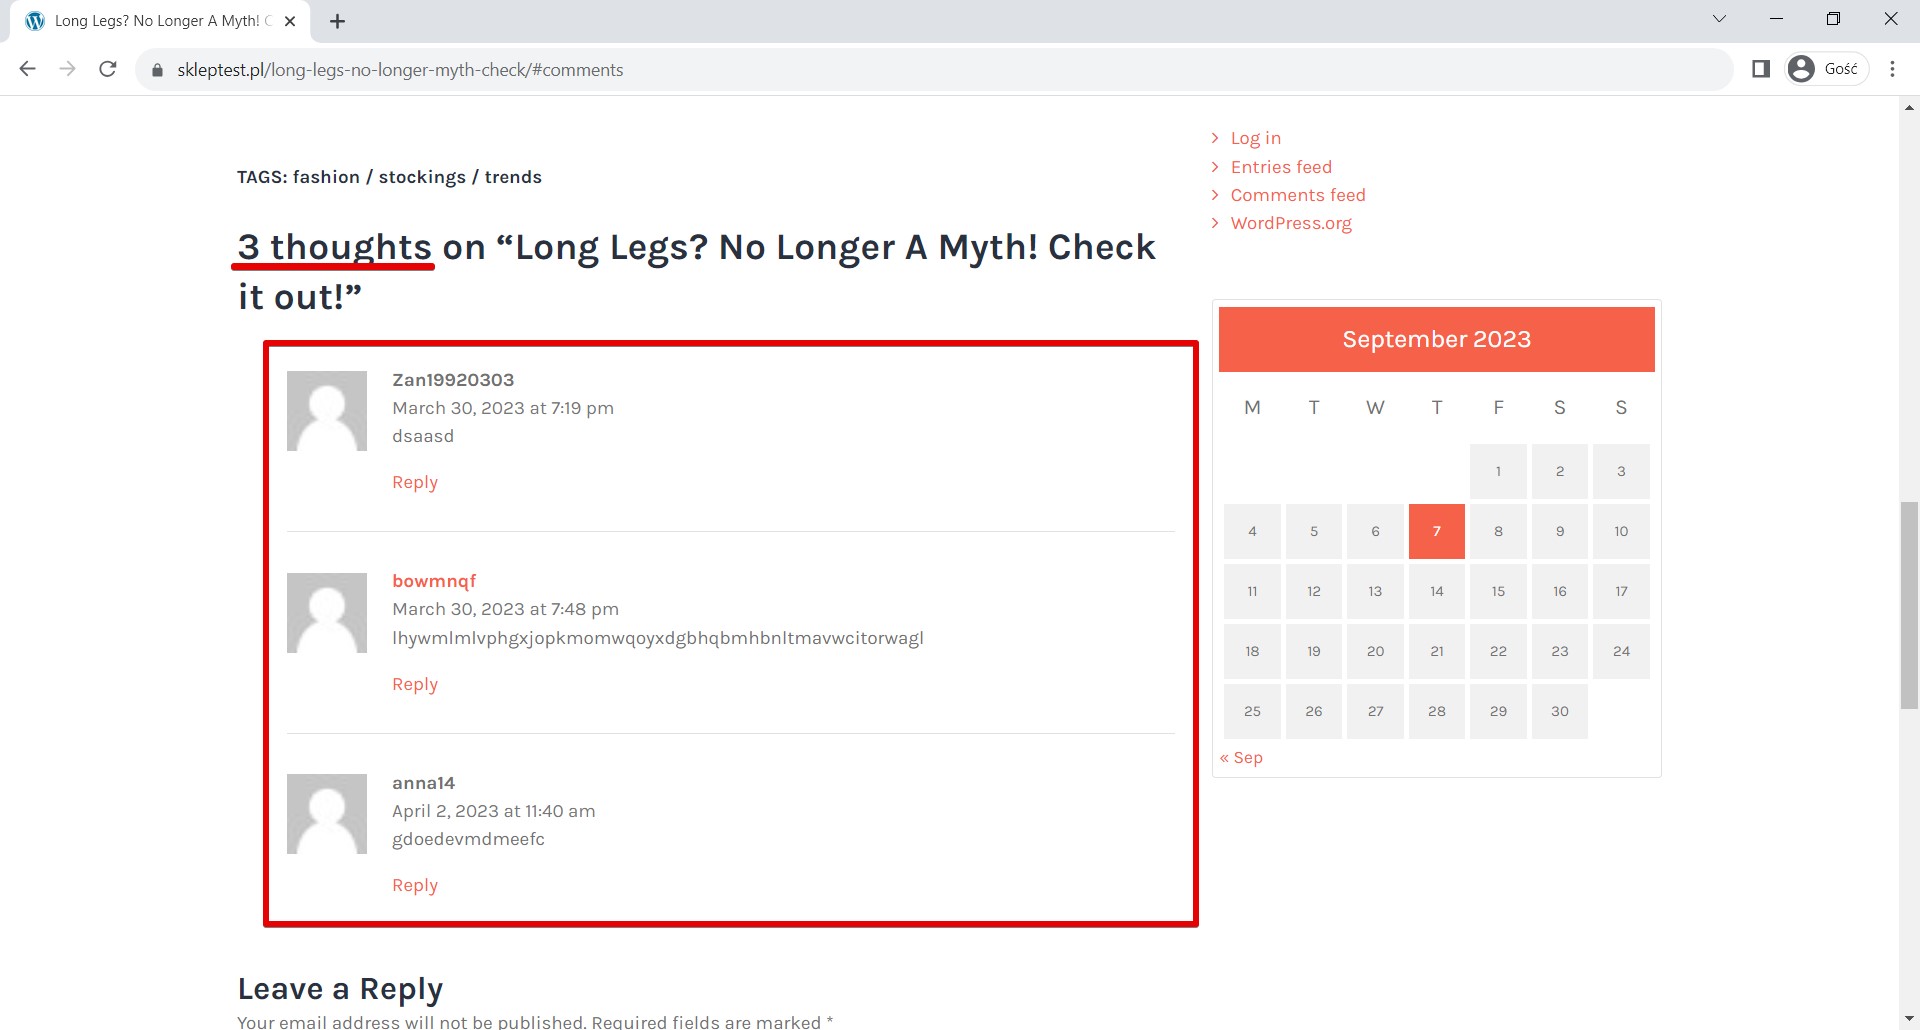 Long Legs? No Longer A Myth! C
skleptest.pl/long-legs-no-longer-myth-check/#comments
Gość
TAGS: fashion / stockings / trends
3 thoughts on “Long Legs? No Longer A Myth! Check
it out!”
Zan19920303
March 30, 2023 at 7:19 pm
dsaasd
Reply
bowmnqf
March 30, 2023 at 7:48 pm
lhywmlmlvphgxjopkmomwqoyxdgbhqbmhbnltmavwcitorwagl
Reply
anna14
April 2, 2023 at 11:40 am
gdoedevmdmeefc
Reply
Leave a Reply
Your email address will not be published. Required fields are marked *
Log in
Entries feed
Comments feed
WordPress.org
September 2023
M T W T F S S
1 2 3
4 5 6 7 8 9 10
11 12 13 14 15 16 17
18 19 20 21 22 23 24
25 26 27 28 29 30
« Sep